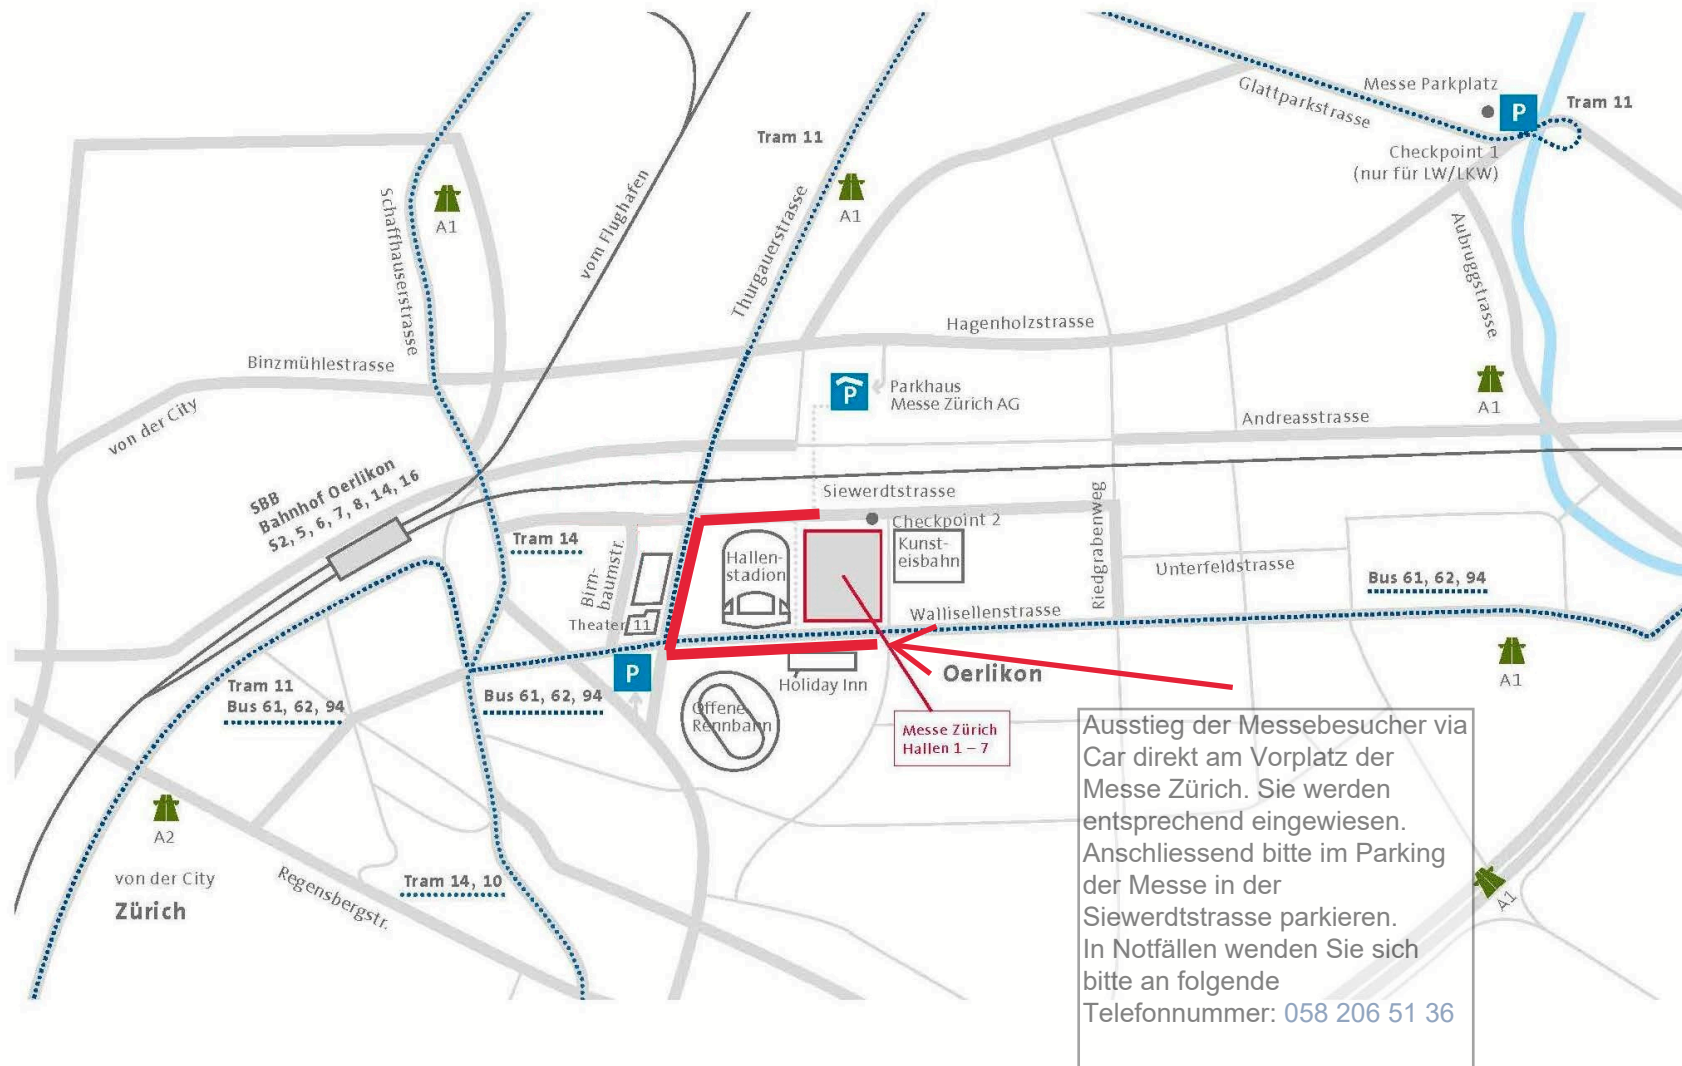 Messe Parkplatz
P
Tram 11
Glattparkstrasse
Checkpoint 1
(nur für LW/LKW)
Tram 11
A1
A1
Schaffhauserstrasse
vom Flughafen
Thurgauerstrasse
Aubruggstrasse
Hagenholzstrasse
Binzmühlestrasse
von der City
P
Parkhaus
Messe Zürich AG
A1
Andreasstrasse
SBB
Bahnhof Oerlikon
S2, 5, 6, 7, 8, 14, 16
Siewerdtstrasse
Checkpoint 2
Tram 14
Birn-
baumstr.
Hallen-
stadion
Kunst-
eisbahn
Riedgrabenweg
Unterfeldstrasse
Bus 61, 62, 94
Theater 11
Wallisellenstrasse
P
Holiday Inn
Oerlikon
A1
Tram 11
Bus 61, 62, 94
Bus 61, 62, 94
Offene
Rennbahn
Messe Zürich
Hallen 1 – 7
Ausstieg der Messebesucher via
Car direkt am Vorplatz der
Messe Zürich. Sie werden
entsprechend eingewiesen.
Anschliessend bitte im Parking
der Messe in der
Siewerdtstrasse parkieren.
In Notfällen wenden Sie sich
bitte an folgende
Telefonnummer: 058 206 51 36
A2
von der City
Zürich
Regensbergstr.
Tram 14, 10
A1